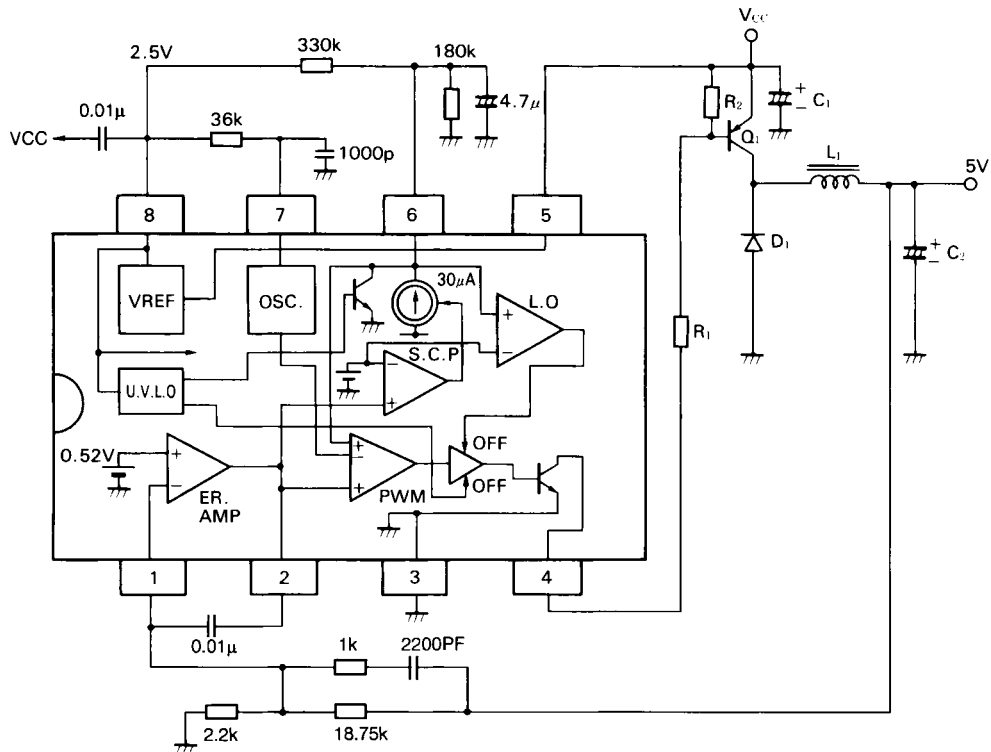 Vcc
330k
180k
2.5V
4.7μ
R2
+
−
C1
0.01μ
VCC
36k
1000p
Q1
L1
5V
8
7
6
5
D1
+
−
C2
VREF
OSC.
30μA
L.O
+
−
R1
S.C.P
−
+
U.V.L.O
0.52V
+
−
ER.
AMP
+
−
+
PWM
OFF
OFF
1
2
3
4
0.01μ
1k
2200PF
2.2k
18.75k